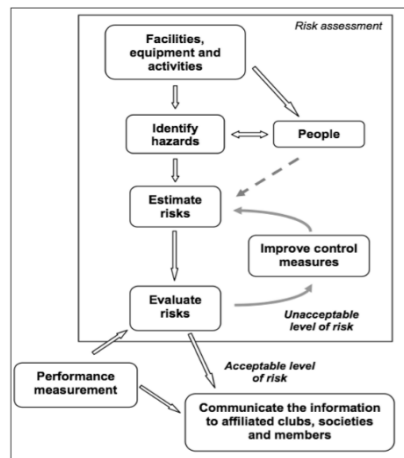 Risk assessment
Facilities,
equipment and
activities
Identify
hazards
People
Estimate
risks
Improve control
measures
Evaluate
risks
Unacceptable
level of risk
Acceptable level
of risk
Performance
measurement
Communicate the information
to affiliated clubs, societies
and members